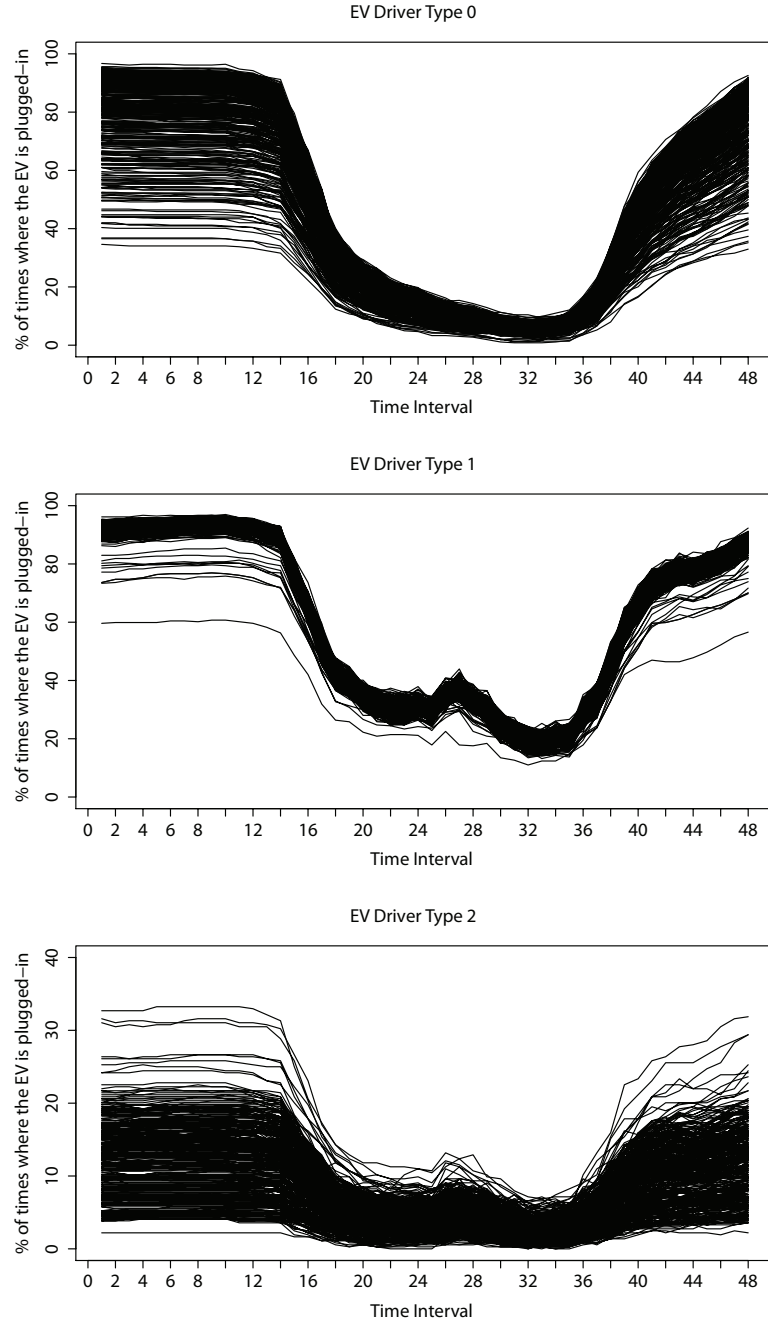 EV Driver Type 0
% of times where the EV is plugged−in
100
80
60
40
20
0
0 2 4 6 8 12 16 20 24 28 32 36 40 44 48
Time Interval
EV Driver Type 1
% of times where the EV is plugged−in
100
80
60
40
20
0
0 2 4 6 8 12 16 20 24 28 32 36 40 44 48
Time Interval
EV Driver Type 2
% of times where the EV is plugged−in
40
30
20
10
0
0 2 4 6 8 12 16 20 24 28 32 36 40 44 48
Time Interval